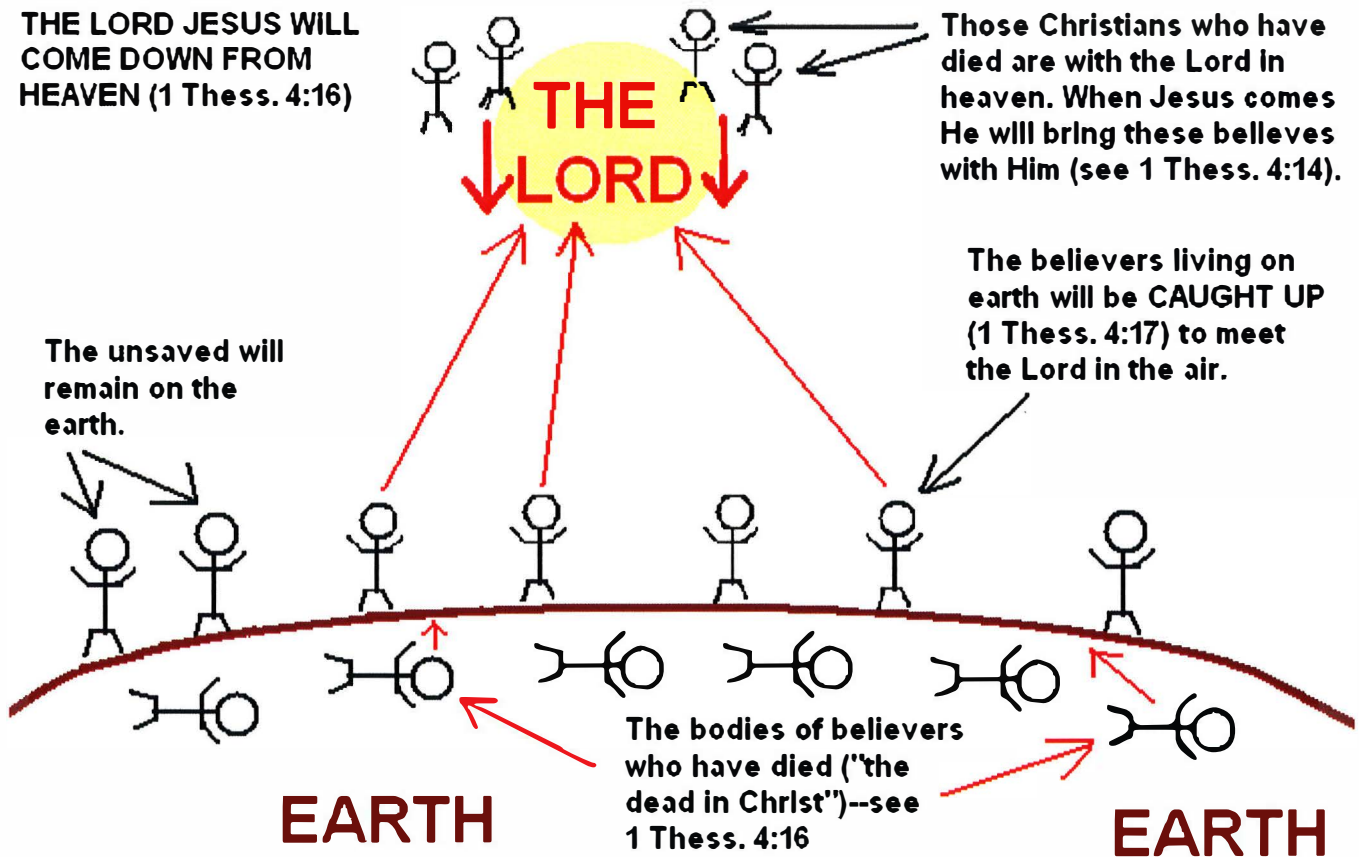 THE LORD JESUS WILL
COME DOWN FROM
HEAVEN (1 Thess. 4:16)
THE
LORD
Those Christians who have
died are with the Lord in
heaven. When Jesus comes
He will bring these believes
with Him (see 1 Thess. 4:14).
The believers living on
earth will be CAUGHT UP
(1 Thess. 4:17) to meet
the Lord in the air.
The unsaved will
remain on the
earth.
The bodies of believers
who have died ("the
dead in Christ")--see
1 Thess. 4:16
EARTH
EARTH